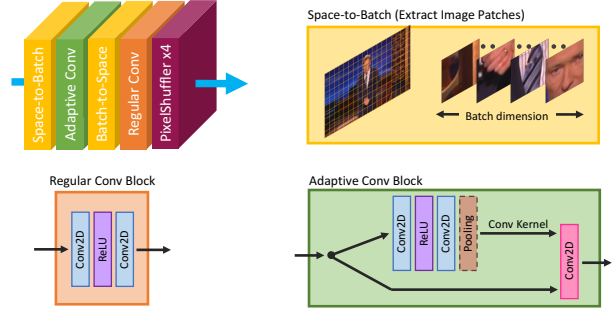 Space-to-Batch
Adaptive Conv
Batch-to-Space
Regular Conv
PixelShuffler x4
Space-to-Batch (Extract Image Patches)
Batch dimension
Regular Conv Block
Conv2D
ReLU
Conv2D
Adaptive Conv Block
Conv2D
ReLU
Conv2D
Pooling
Conv Kernel
Conv2D